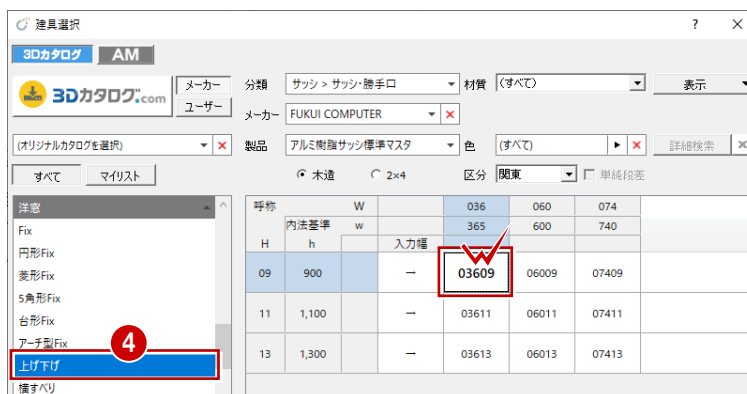 建具選択
? ×
3Dカタログ AM
3Dカタログ.com
メーカー
ユーザー
分類 サッシ > サッシ・勝手口 材質 (すべて) 表示
メーカー FUKUI COMPUTER
(オリジナルカタログを選択) 製品 アルミ樹脂サッシ標準マスタ 色 (すべて) 詳細検索
すべて マイリスト 木造 2×4 区分 関東 単純段差
洋窓
Fix
円形Fix
菱形Fix
5角形Fix
台形Fix
アーチ型Fix
上げ下げ
横すべり
4
呼称 W 036 060 074
内法基準 w 365 600 740
H h 入力幅
09 900 → 03609 06009 07409
11 1,100 → 03611 06011 07411
13 1,300 → 03613 06013 07413